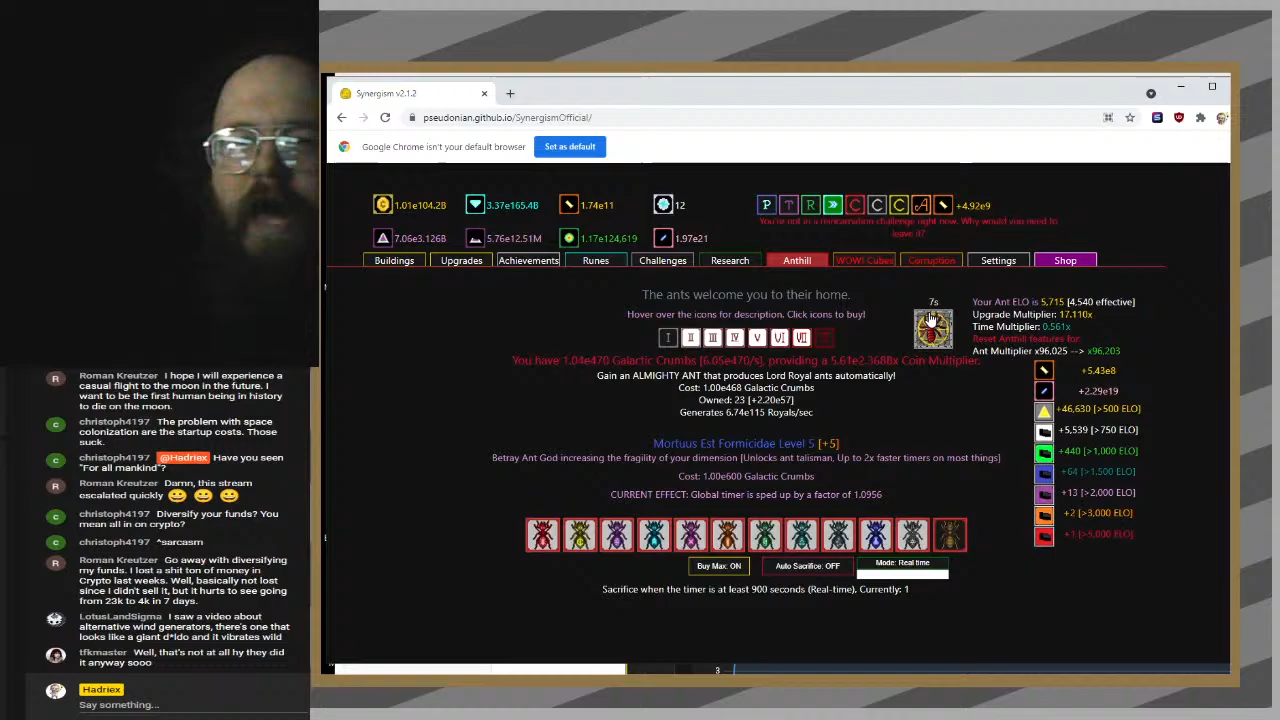 Synergism v2.1.2
pseudonian.github.io/SynergismOfficial/
Google Chrome isn't your default browser
Set as default
1.01e104.2B
3.37e165.4B
1.74e11
12
P T R C C C A +4.92e9
You're not in a reincarnation challenge right now. Why would you need to
leave it?
7.06e3.126B
5.76e12.51M
1.17e124,619
1.97e21
Buildings
Upgrades
Achievements
Runes
Challenges
Research
Anthill
WOW! Cubes
Corruption
Settings
Shop
The ants welcome you to their home.
Hover over the icons for description. Click icons to buy!
I II III IV V VI VII
You have 1.04e470 Galactic Crumbs [6.05e470/s], providing a 5.61e2.368Bx Coin Multiplier.
Gain an ALMIGHTY ANT that produces Lord Royal ants automatically!
Cost: 1.00e468 Galactic Crumbs
Owned: 23 [+2.20e57]
Generates 6.74e115 Royals/sec
Mortuus Est Formicidae Level 5 [+5]
Betray Ant God increasing the fragility of your dimension [Unlocks ant talisman, Up to 2x faster timers on most things]
Cost: 1.00e600 Galactic Crumbs
CURRENT EFFECT: Global timer is sped up by a factor of 1.0956
Buy Max: ON
Auto Sacrifice: OFF
Mode: Real time
Sacrifice when the timer is at least 900 seconds (Real-time), Currently: 1
7s
Your Ant ELO is 5,715 [4,540 effective]
Upgrade Multiplier: 17.110x
Time Multiplier: 0.561x
Reset Anthill features for:
Ant Multiplier x96,025 --> x96,203
+5.43e8
+2.29e19
+46,630 [>500 ELO]
+5,539 [>750 ELO]
+440 [>1,000 ELO]
+64 [>1,500 ELO]
+13 [>2,000 ELO]
+2 [>3,000 ELO]
+1 [>5,000 ELO]
3
R
Roman Kreutzer I hope I will experience a
casual flight to the moon in the future. I
want to be the first human being in history
to die on the moon.
c
christoph4197 The problem with space
colonization are the startup costs. Those
suck.
c
christoph4197 @Hadriex Have you seen
"For all mankind"?
R
Roman Kreutzer Damn, this stream
escalated quickly
c
christoph4197 Diversify your funds? You
mean all in on crypto?
c
christoph4197 ^sarcasm
R
Roman Kreutzer Go away with diversifying
my funds. I lost a shit ton of money in
Crypto last weeks. Well, basically not lost
since I didn't sell it, but it hurts to see going
from 23k to 4k in 7 days.
LotusLandSigma I saw a video about
alternative wind generators, there's one that
looks like a giant d*ldo and it vibrates wild
tfkmaster Well, that's not at all hy they did
it anyway sooo
Hadriex
Say something...